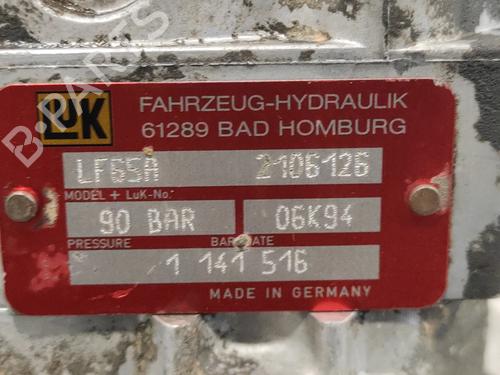 LUK
FAHRZEUG-HYDRAULIK
61289 BAD HOMBURG
LF65A 2106126
MODEL + LuK-No.
90 BAR 06K94
PRESSURE BAR DATE
1 141 516
MADE IN GERMANY
B-PARTS